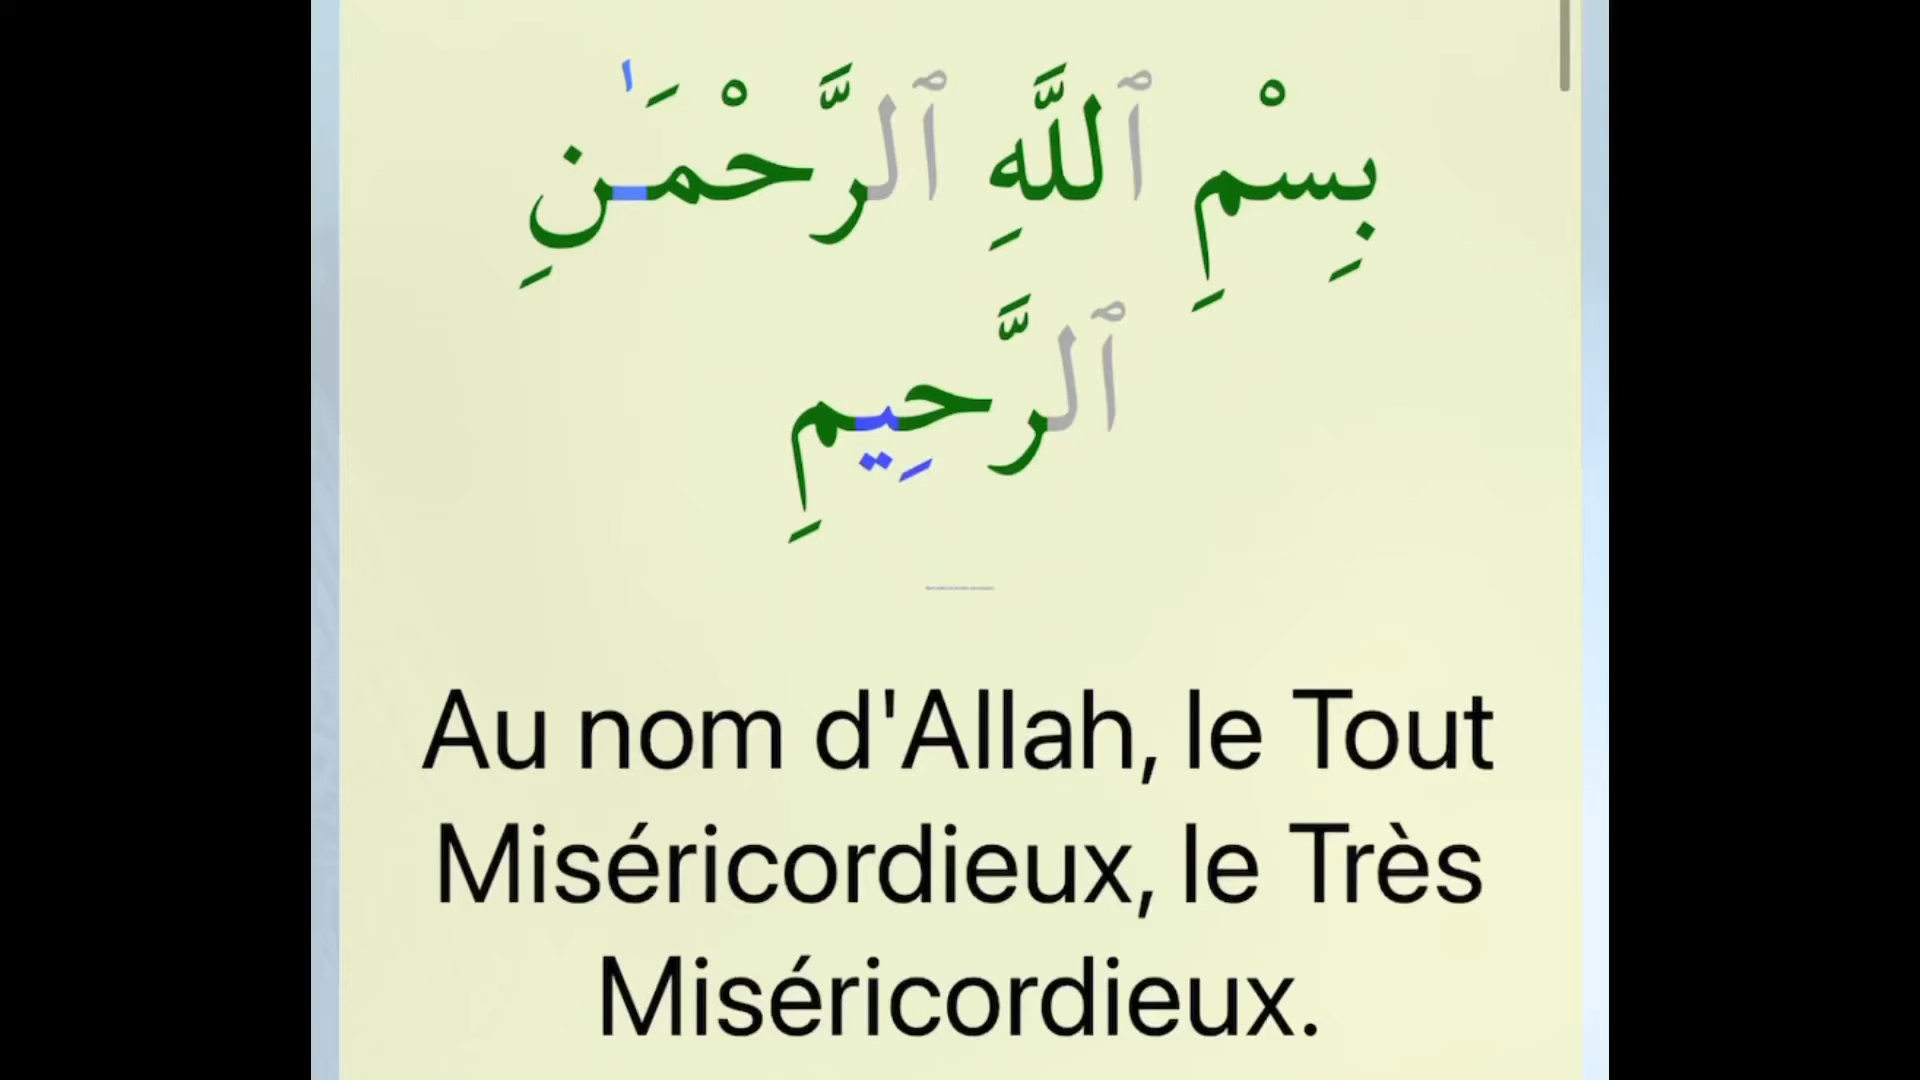 بِسْمِ ٱللَّهِ ٱلرَّحْمَـٰنِ
ٱلرَّحِيمِ
Au nom d'Allah, le Tout
Miséricordieux, le Très
Miséricordieux.